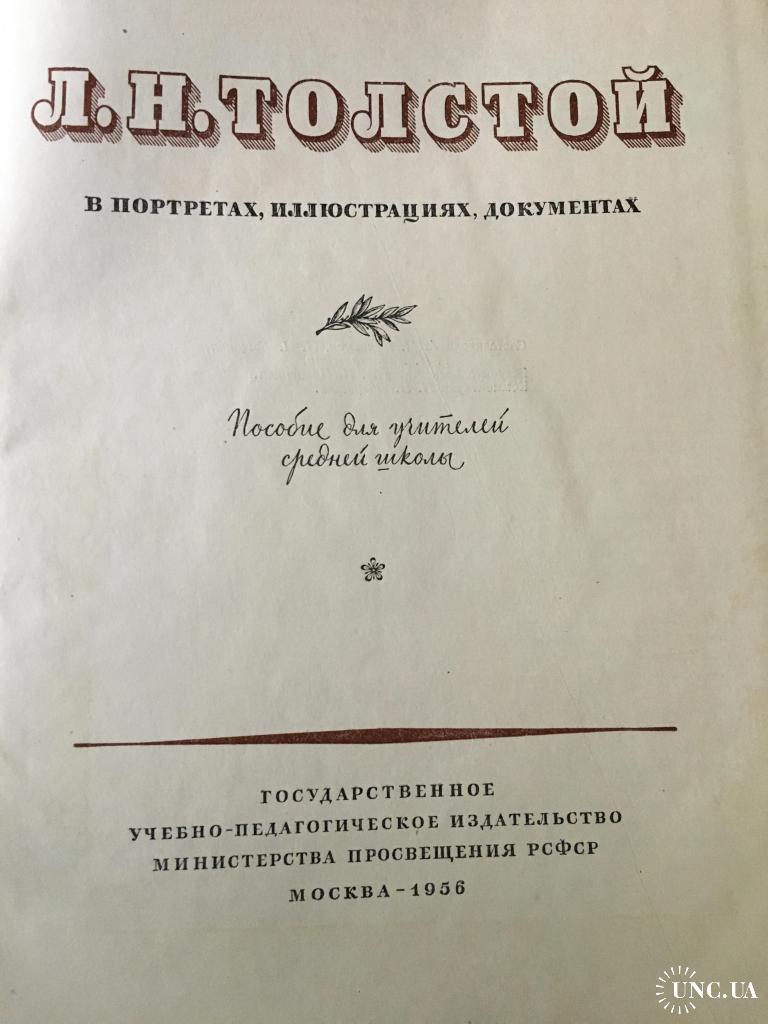 Л.Н.ТОЛСТОЙ
В ПОРТРЕТАХ, ИЛЛЮСТРАЦИЯХ, ДОКУМЕНТАХ
Пособие для учителей
средней школы
ГОСУДАРСТВЕННОЕ
УЧЕБНО-ПЕДАГОГИЧЕСКОЕ ИЗДАТЕЛЬСТВО
МИНИСТЕРСТВА ПРОСВЕЩЕНИЯ РСФСР
МОСКВА-1956
UNC.UA